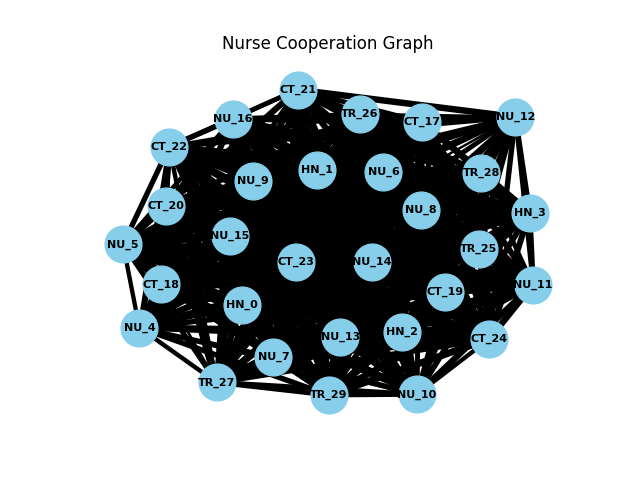 Nurse Cooperation Graph
CT_21
TR_26
NU_16
CT_17
NU_12
CT_22
HN_1
NU_6
TR_28
NU_9
CT_20
NU_8
HN_3
NU_15
NU_5
TR_25
CT_23
NU_14
CT_18
NU_11
CT_19
HN_0
NU_4
HN_2
NU_13
CT_24
NU_7
TR_27
TR_29
NU_10